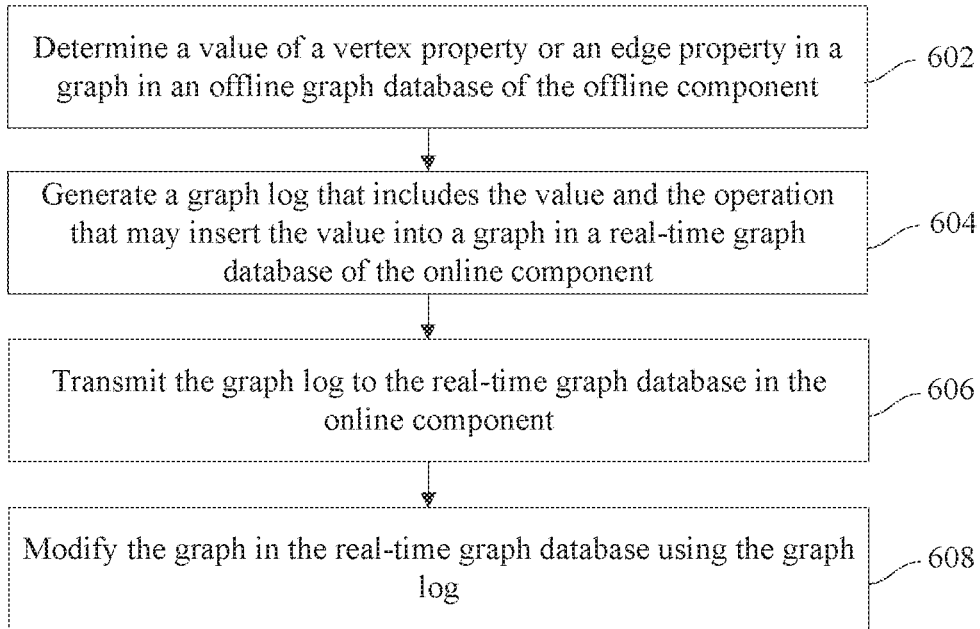 Determine a value of a vertex property or an edge property in a
graph in an offline graph database of the offline component
602
Generate a graph log that includes the value and the operation
that may insert the value into a graph in a real-time graph
database of the online component
604
Transmit the graph log to the real-time graph database in the
online component
606
Modify the graph in the real-time graph database using the graph
log
608